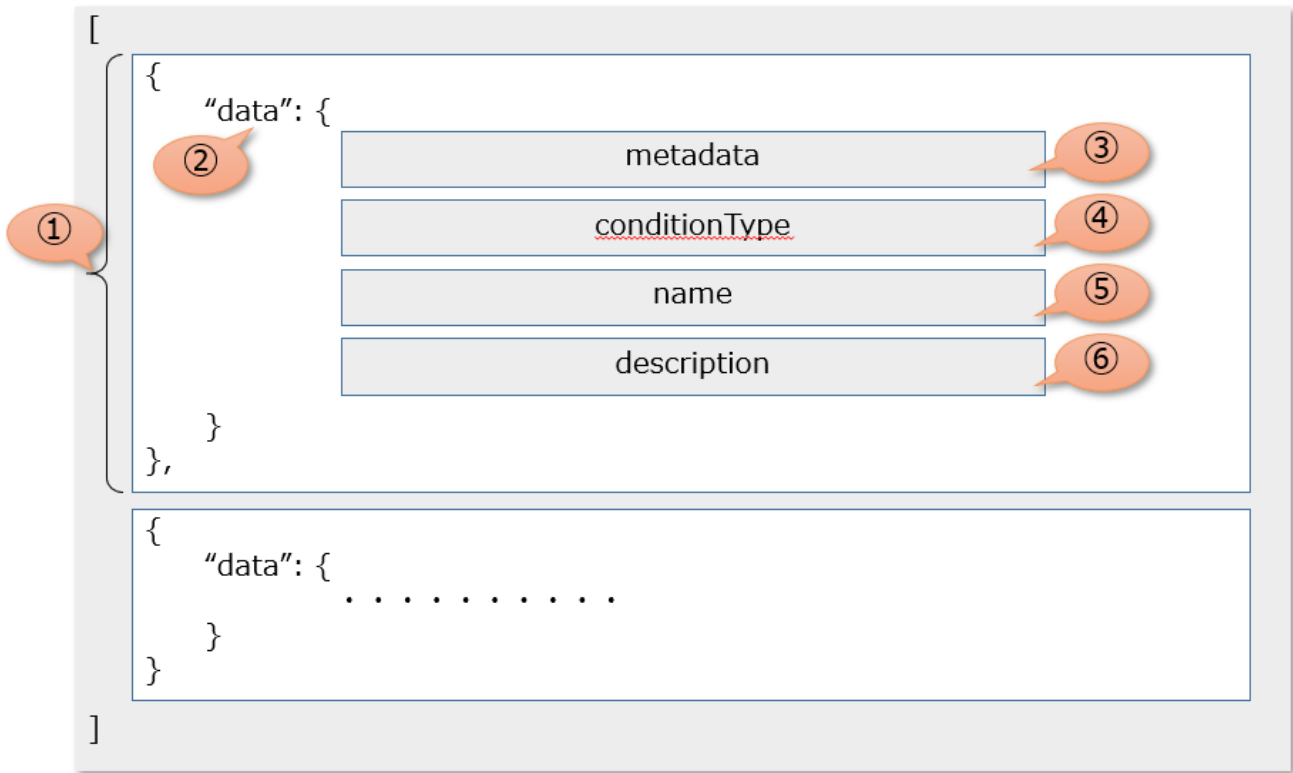 [
{
“data”: {
②
metadata
③
①
conditionType
④
name
⑤
description
⑥
}
},
{
“data”: {
・・・・・・・・・・
}
}
]